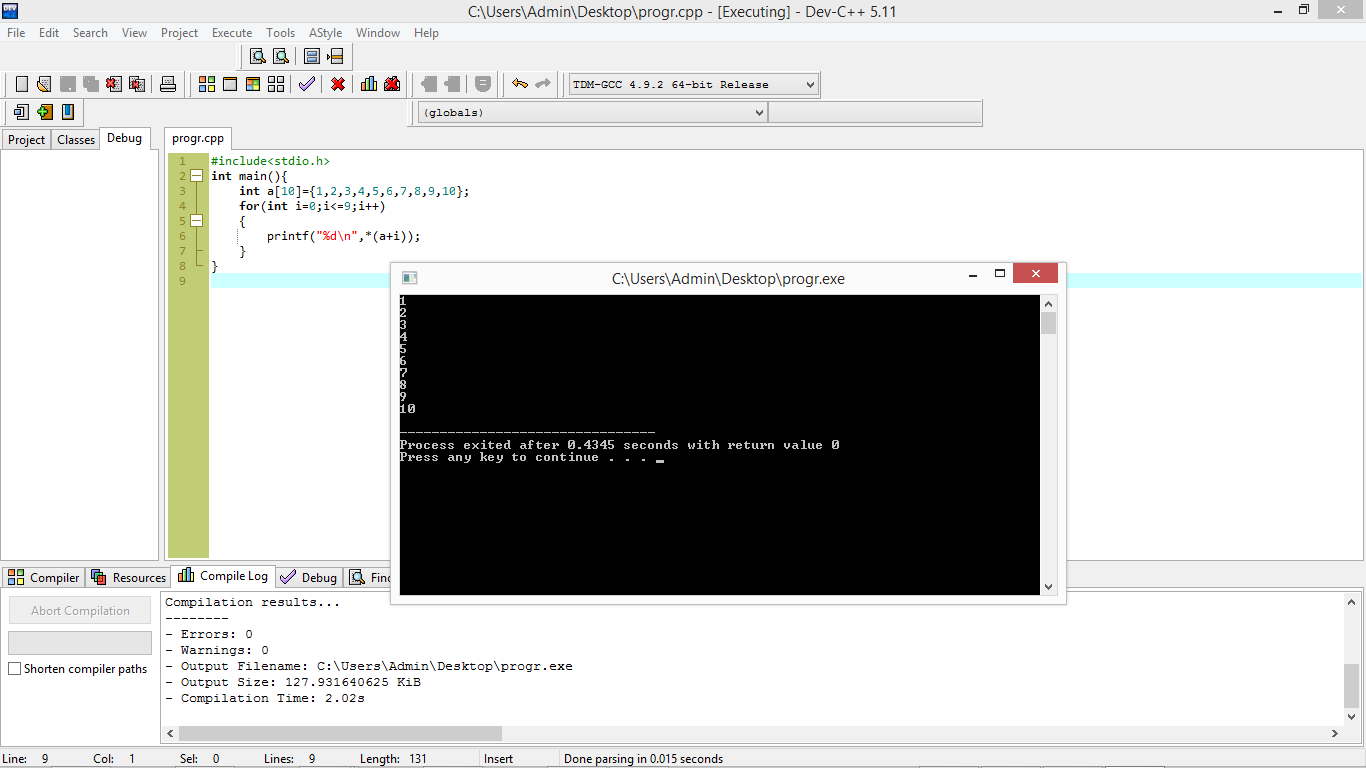 C:\Users\Admin\Desktop\progr.cpp - [Executing] - Dev-C++ 5.11
File Edit Search View Project Execute Tools AStyle Window Help
TDM-GCC 4.9.2 64-bit Release
(globals)
Project Classes Debug
progr.cpp
1 #include<stdio.h>
2 int main(){
3 int a[10]={1,2,3,4,5,6,7,8,9,10};
4 for(int i=0;i<=9;i++)
5 {
6 printf("%d\n",*(a+i));
7 }
8 }
9
C:\Users\Admin\Desktop\progr.exe
1
2
3
4
5
6
7
8
9
10
--------------------------------
Process exited after 0.4345 seconds with return value 0
Press any key to continue . . . _
Compiler Resources Compile Log Debug
Abort Compilation
Shorten compiler paths
Compilation results...
--------
- Errors: 0
- Warnings: 0
- Output Filename: C:\Users\Admin\Desktop\progr.exe
- Output Size: 127.931640625 KiB
- Compilation Time: 2.02s
Line: 9 Col: 1 Sel: 0 Lines: 9 Length: 131 Insert Done parsing in 0.015 seconds